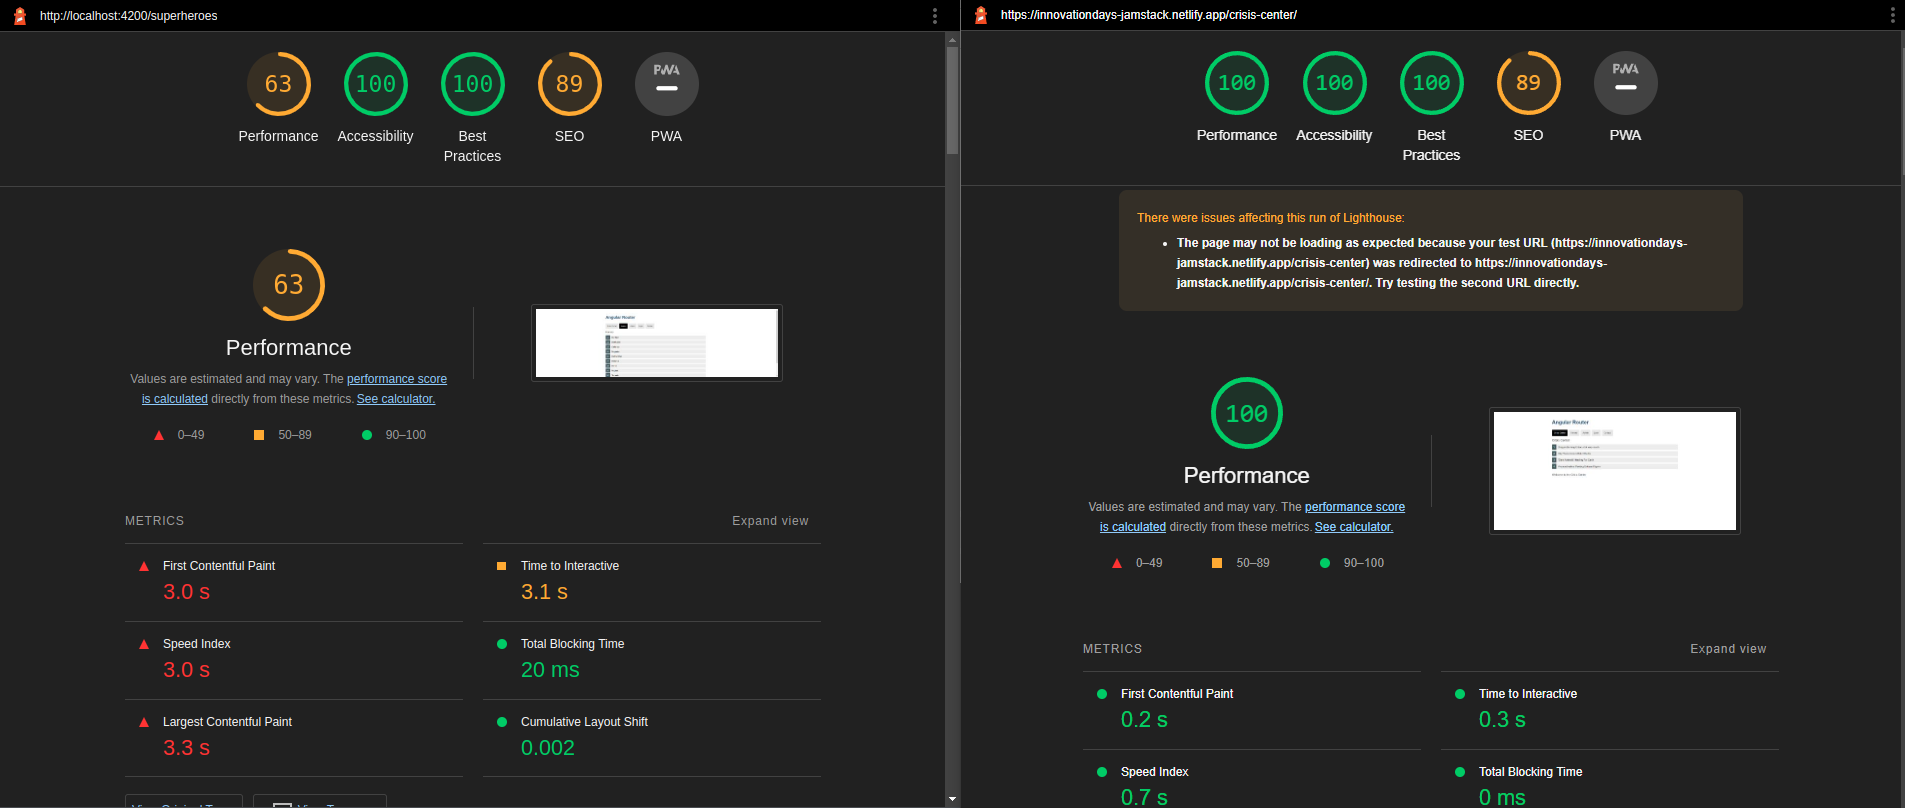 http://localhost:4200/superheroes
63
100
100
89
PWA
Performance
Accessibility
Best
Practices
SEO
PWA
63
Performance
Values are estimated and may vary. The performance score
is calculated directly from these metrics. See calculator.
0–49
50–89
90–100
Angular Router
METRICS
Expand view
First Contentful Paint
3.0 s
Time to Interactive
3.1 s
Speed Index
3.0 s
Total Blocking Time
20 ms
Largest Contentful Paint
3.3 s
Cumulative Layout Shift
0.002
https://innovationdays-jamstack.netlify.app/crisis-center/
100
100
100
89
PWA
Performance
Accessibility
Best
Practices
SEO
PWA
There were issues affecting this run of Lighthouse:
• The page may not be loading as expected because your test URL (https://innovationdays-
jamstack.netlify.app/crisis-center) was redirected to https://innovationdays-
jamstack.netlify.app/crisis-center/. Try testing the second URL directly.
100
Performance
Values are estimated and may vary. The performance score
is calculated directly from these metrics. See calculator.
0–49
50–89
90–100
Angular Router
METRICS
Expand view
First Contentful Paint
0.2 s
Time to Interactive
0.3 s
Speed Index
0.7 s
Total Blocking Time
0 ms